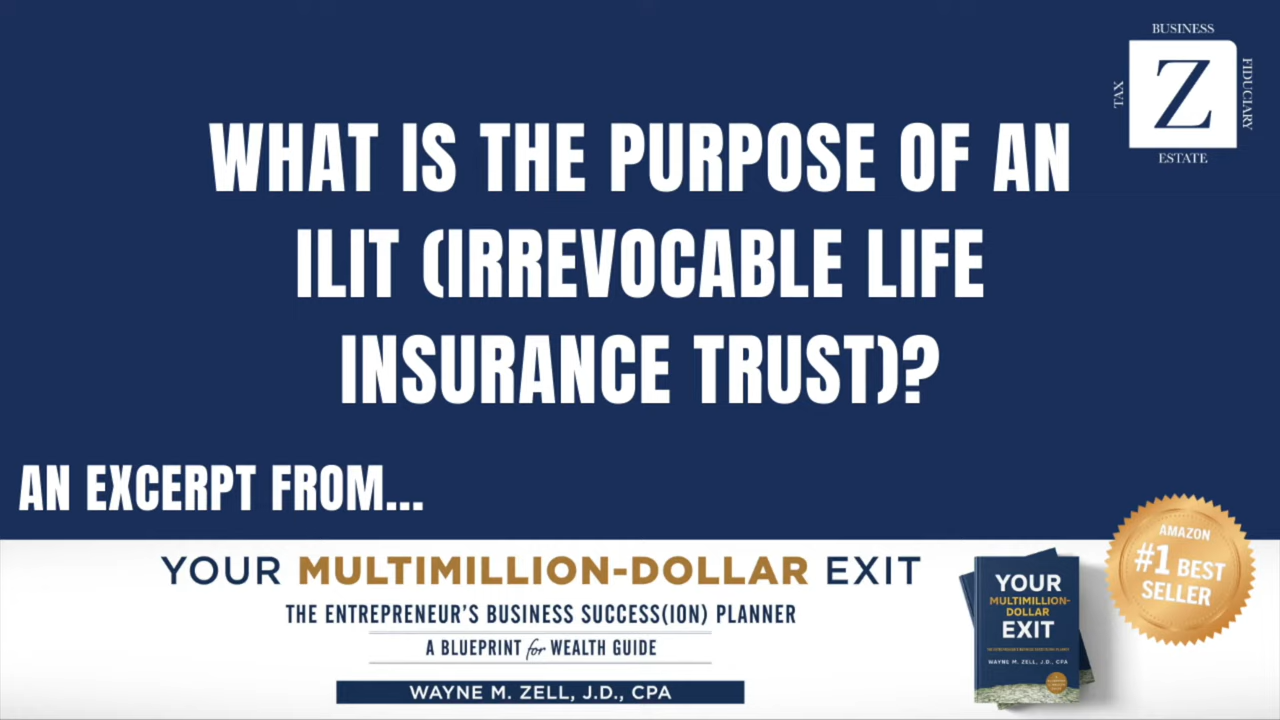 BUSINESS
TAX
Z
FIDUCIARY
ESTATE
WHAT IS THE PURPOSE OF AN
ILIT (IRREVOCABLE LIFE
INSURANCE TRUST)?
AN EXCERPT FROM...
YOUR MULTIMILLION-DOLLAR EXIT
THE ENTREPRENEUR'S BUSINESS SUCCESS(ION) PLANNER
A BLUEPRINT for WEALTH GUIDE
WAYNE M. ZELL, J.D., CPA
YOUR
MULTIMILLION-
DOLLAR
EXIT
WAYNE M. ZELL, J.D., CPA
AMAZON
#1 BEST
SELLER